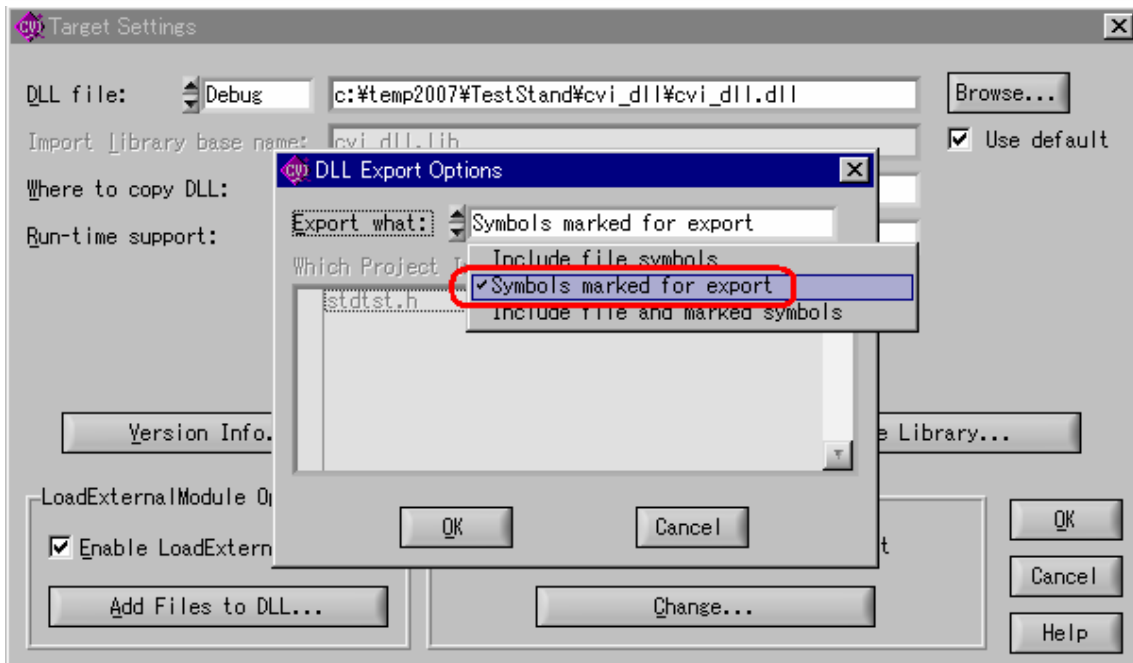 Target Settings
DLL file: Debug c:¥temp2007¥TestStand¥cvi_dll¥cvi_dll.dll Browse...
Import Library base name: cvi_dll.lib Use default
DLL Export Options
Where to copy DLL:
Export what: Symbols marked for export
Run-time support:
Include file symbols
Which Project
Symbols marked for export
stdtst.h
Include file and marked symbols
Version Info.
e Library...
LoadExternalModule
OK Cancel
Enable LoadExtern
t
OK
Cancel
Add Files to DLL... Change...
Help